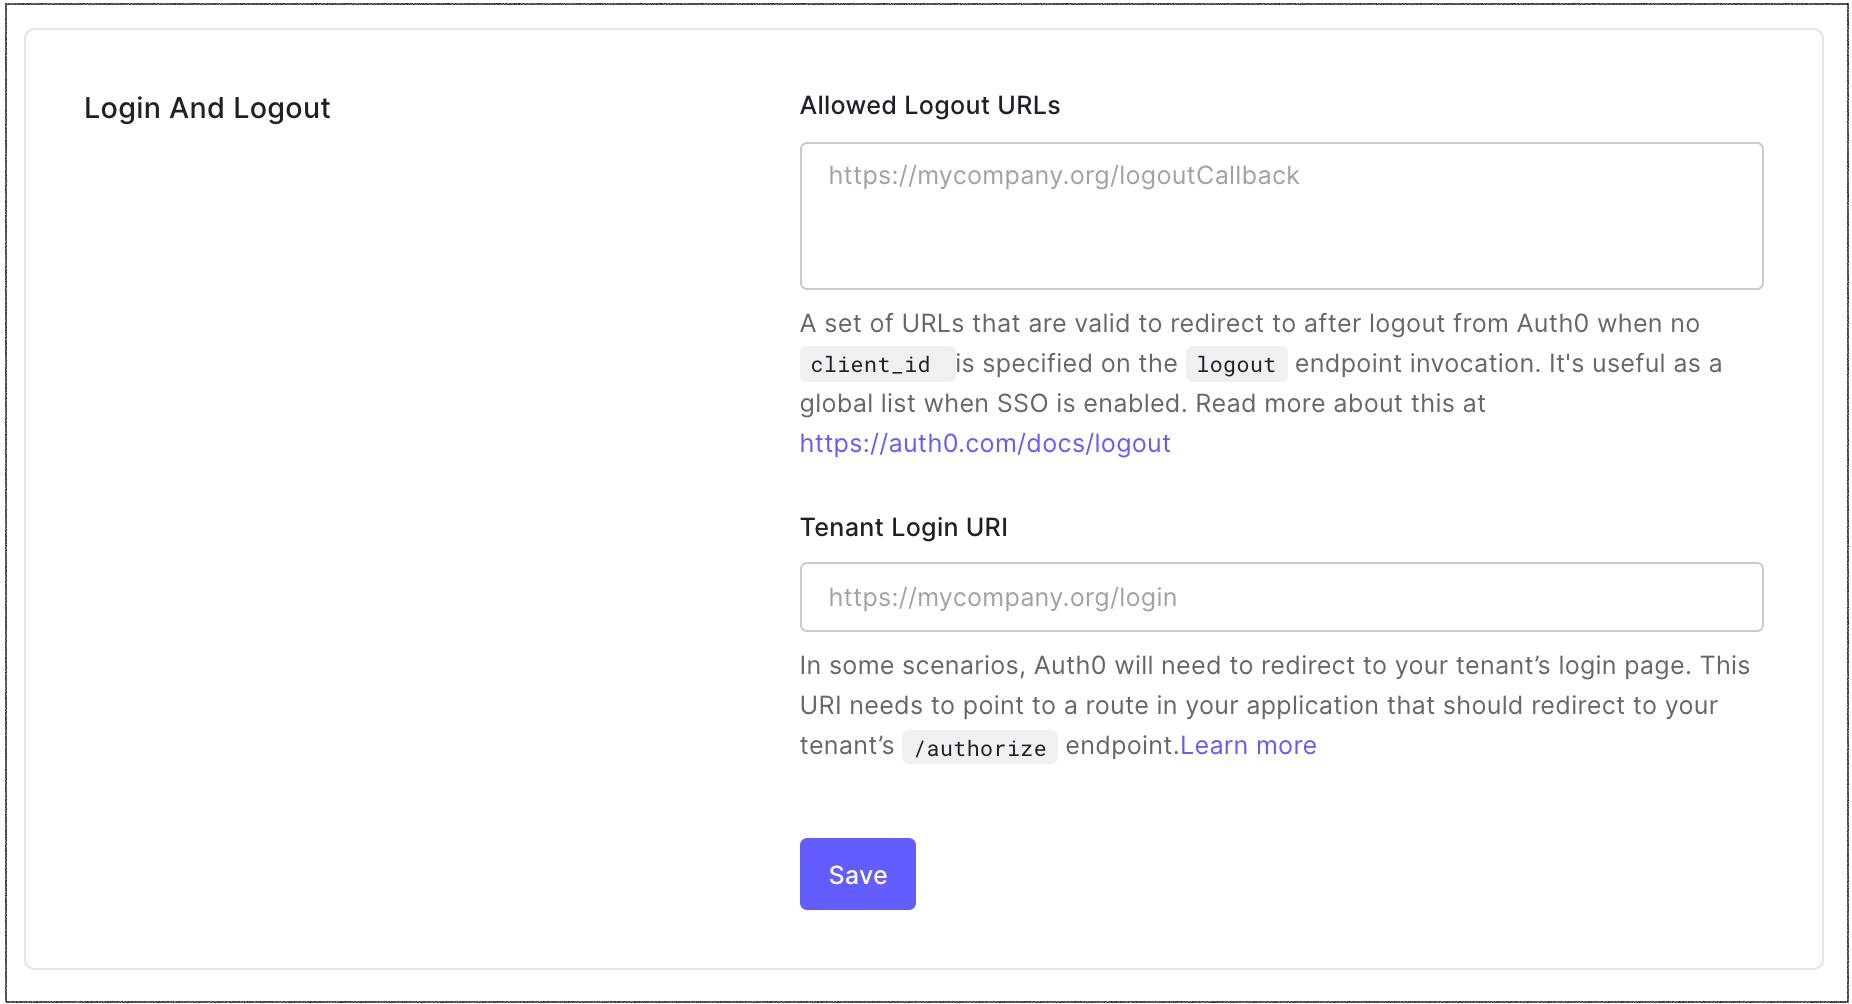 Login And Logout
Allowed Logout URLs
https://mycompany.org/logoutCallback
A set of URLs that are valid to redirect to after logout from Auth0 when no
client_id is specified on the logout endpoint invocation. It's useful as a
global list when SSO is enabled. Read more about this at
https://auth0.com/docs/logout
Tenant Login URI
https://mycompany.org/login
In some scenarios, Auth0 will need to redirect to your tenant’s login page. This
URI needs to point to a route in your application that should redirect to your
tenant’s /authorize endpoint.Learn more
Save